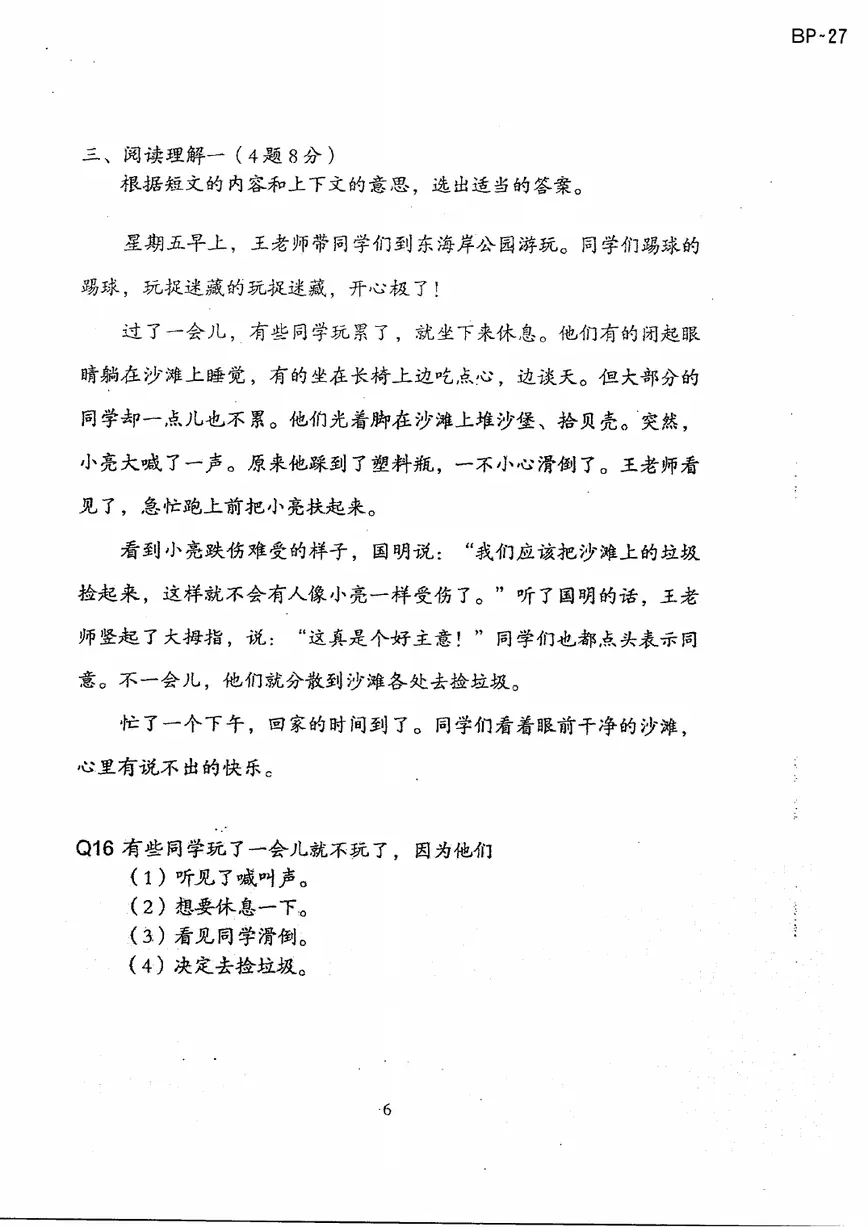 BP-27
三、阅读理解一（4题8分）
根据短文的内容和上下文的意思，选出适当的答案。
星期五早上，王老师带同学们到东海岸公园游玩。同学们踢球的
踢球，玩捉迷藏的玩捉迷藏，开心极了！
过了一会儿，有些同学玩累了，就坐下来休息。他们有的闭起眼
睛躺在沙滩上睡觉，有的坐在长椅上边吃点心，边谈天。但大部分的
同学却一点儿也不累。他们光着脚在沙滩上堆沙堡、拾贝壳。突然，
小亮大喊了一声。原来他踩到了塑料瓶，一不小心滑倒了。王老师看
见了，急忙跑上前把小亮扶起来。
看到小亮跌伤难受的样子，国明说：“我们应该把沙滩上的垃圾
捡起来，这样就不会有人像小亮一样受伤了。”听了国明的话，王老
师竖起了大拇指，说：“这真是个好主意！”同学们也都点头表示同
意。不一会儿，他们就分散到沙滩各处去捡垃圾。
忙了一个下午，回家的时间到了。同学们看着眼前干净的沙滩，
心里有说不出的快乐。
Q16 有些同学玩了一会儿就不玩了，因为他们
（1）听见了喊叫声。
（2）想要休息一下。
（3）看见同学滑倒。
（4）决定去捡垃圾。
6